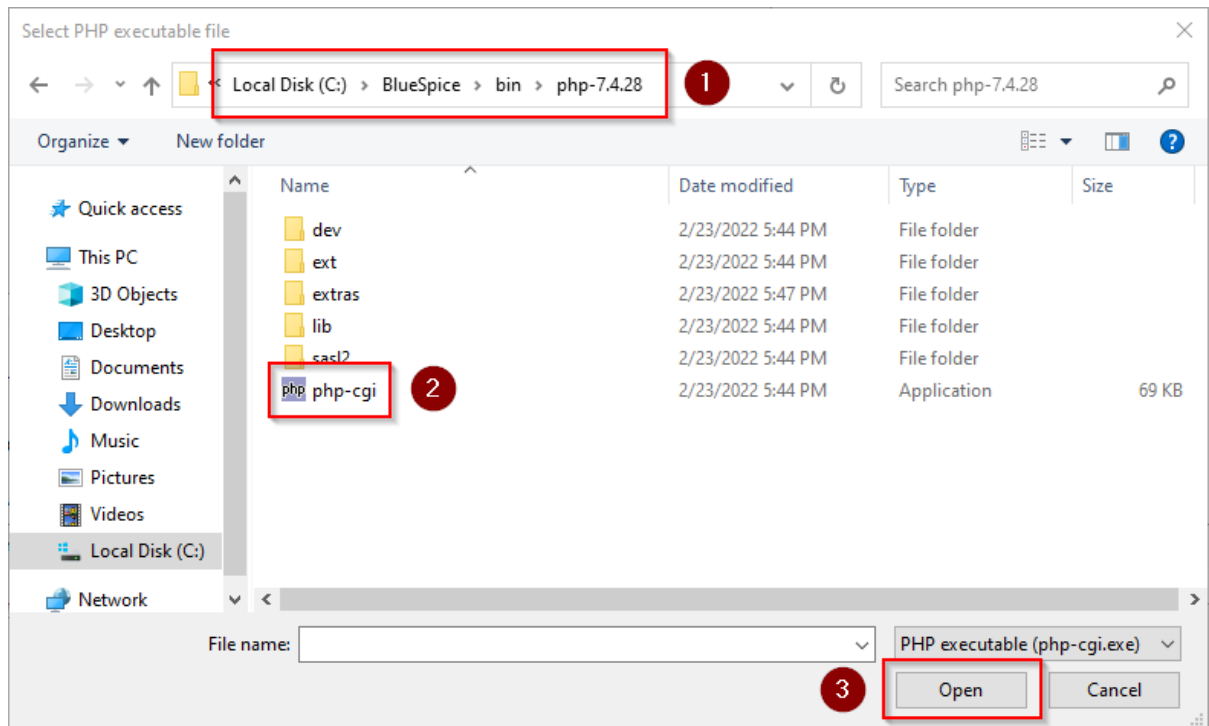 Select PHP executable file
« Local Disk (C:) > BlueSpice > bin > php-7.4.28 1 Search php-7.4.28
Organize New folder ?
Name Date modified Type Size
Quick access
This PC
3D Objects
Desktop
Documents
Downloads
Music
Pictures
Videos
Local Disk (C:)
Network
dev 2/23/2022 5:44 PM File folder
ext 2/23/2022 5:44 PM File folder
extras 2/23/2022 5:47 PM File folder
lib 2/23/2022 5:44 PM File folder
sasl2 2/23/2022 5:44 PM File folder
php php-cgi 2 2/23/2022 5:44 PM Application 69 KB
File name: PHP executable (php-cgi.exe)
3 Open Cancel